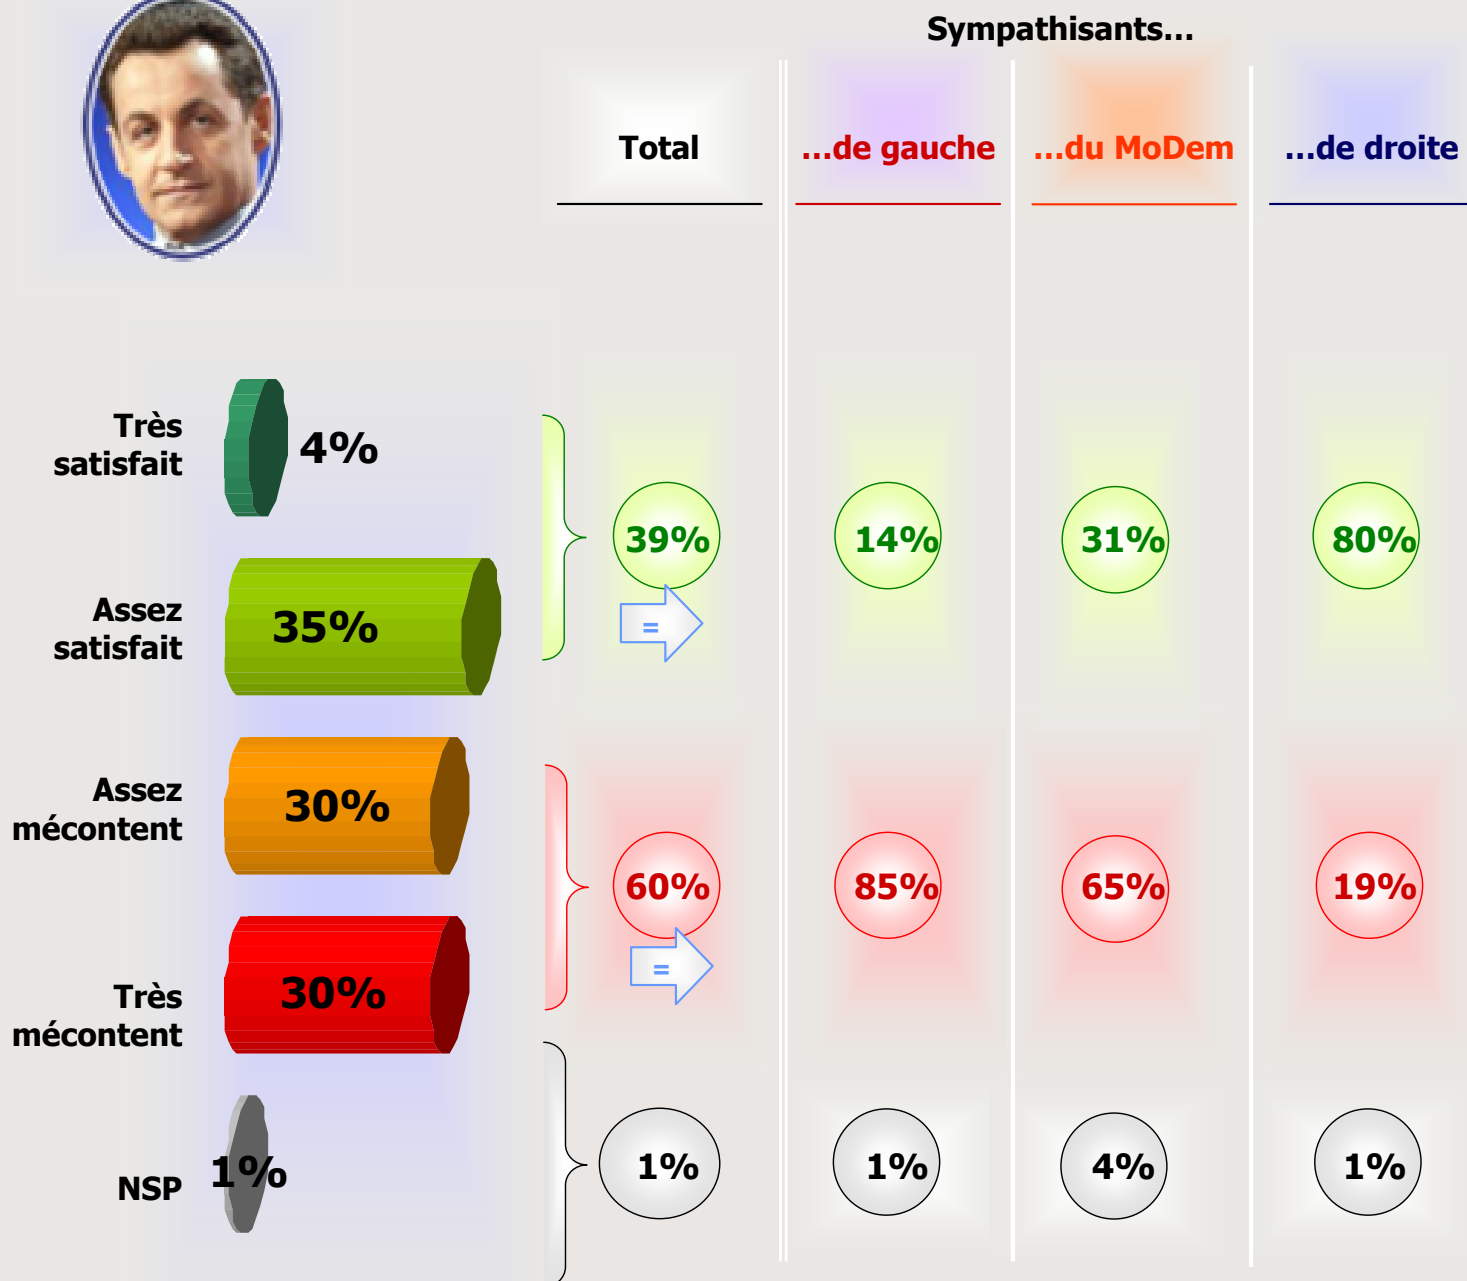 Sympathisants...
Total
...de gauche
...du MoDem
...de droite
Très
satisfait
4%
39%
14%
31%
80%
=
Assez
satisfait
35%
Assez
mécontent
30%
60%
85%
65%
19%
=
Très
mécontent
30%
NSP
1%
1%
1%
4%
1%